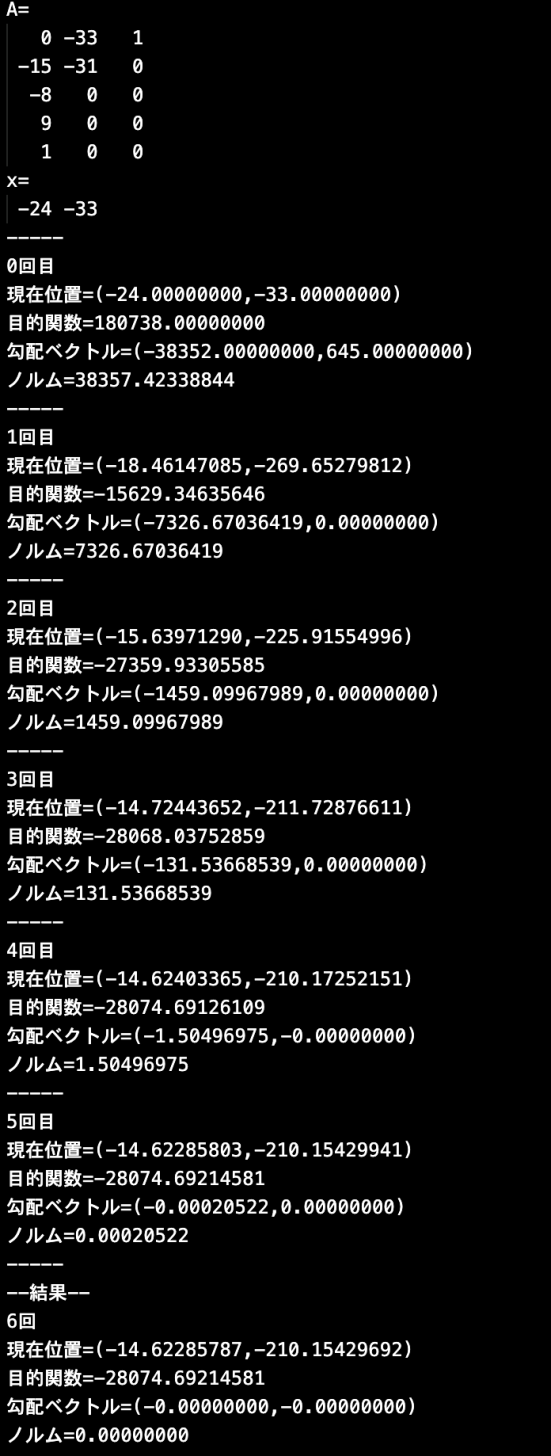 A=
0 -33 1
-15 -31 0
-8 0 0
9 0 0
1 0 0
x=
-24 -33
-----
0回目
現在位置=(-24.00000000,-33.00000000)
目的関数=180738.00000000
勾配ベクトル=(-38352.00000000,645.00000000)
ノルム=38357.42338844
-----
1回目
現在位置=(-18.46147085,-269.65279812)
目的関数=-15629.34635646
勾配ベクトル=(-7326.67036419,0.00000000)
ノルム=7326.67036419
-----
2回目
現在位置=(-15.63971290,-225.91554996)
目的関数=-27359.93305585
勾配ベクトル=(-1459.09967989,0.00000000)
ノルム=1459.09967989
-----
3回目
現在位置=(-14.72443652,-211.72876611)
目的関数=-28068.03752859
勾配ベクトル=(-131.53668539,0.00000000)
ノルム=131.53668539
-----
4回目
現在位置=(-14.62403365,-210.17252151)
目的関数=-28074.69126109
勾配ベクトル=(-1.50496975,-0.00000000)
ノルム=1.50496975
-----
5回目
現在位置=(-14.62285803,-210.15429941)
目的関数=-28074.69214581
勾配ベクトル=(-0.00020522,0.00000000)
ノルム=0.00020522
-----
--結果--
6回
現在位置=(-14.62285787,-210.15429692)
目的関数=-28074.69214581
勾配ベクトル=(-0.00000000,-0.00000000)
ノルム=0.00000000